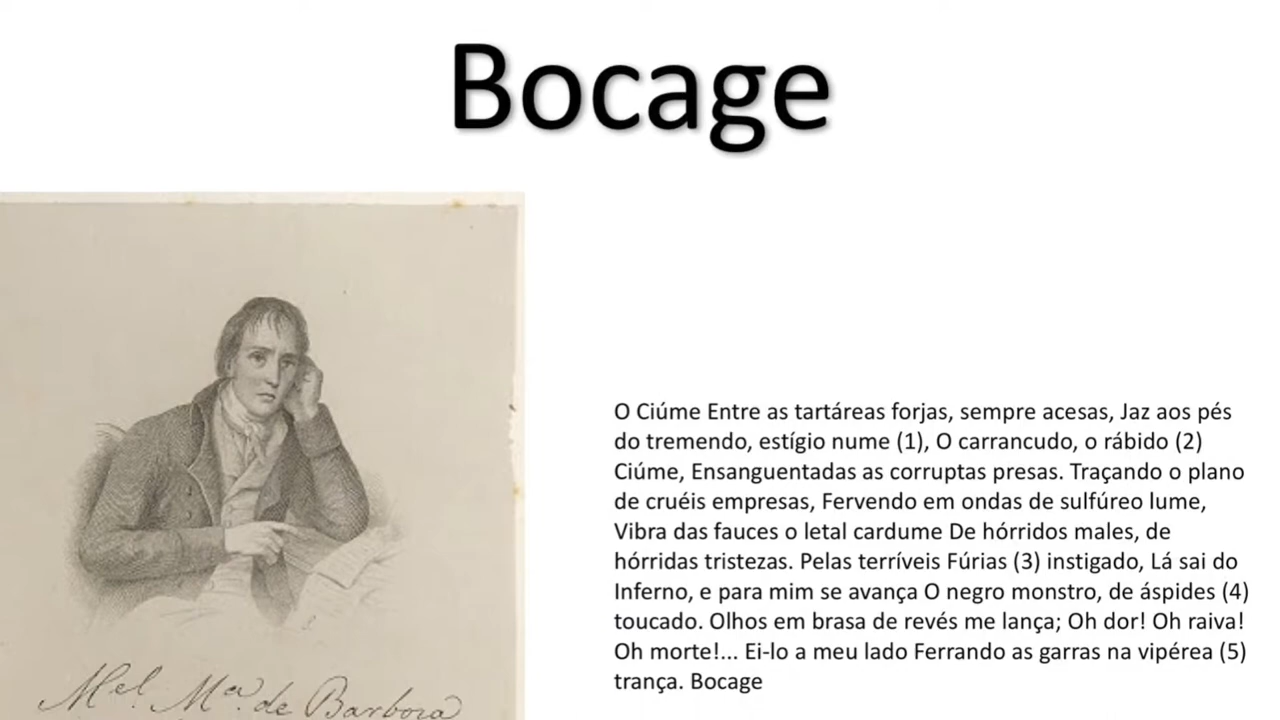 Bocage
O Ciúme Entre as tartáreas forjas, sempre acesas, Jaz aos pés
do tremendo, estígio nume (1), O carrancudo, o rábido (2)
Ciúme, Ensanguentadas as corruptas presas. Traçando o plano
de cruéis empresas, Fervendo em ondas de sulfúreo lume,
Vibra das fauces o letal cardume De hórridos males, de
hórridas tristezas. Pelas terríveis Fúrias (3) instigado, Lá sai do
Inferno, e para mim se avança O negro monstro, de áspides (4)
toucado. Olhos em brasa de revés me lança; Oh dor! Oh raiva!
Oh morte!... Ei-lo a meu lado Ferrando as garras na vipérea (5)
trança. Bocage
Mel. Ma. de Barbosa